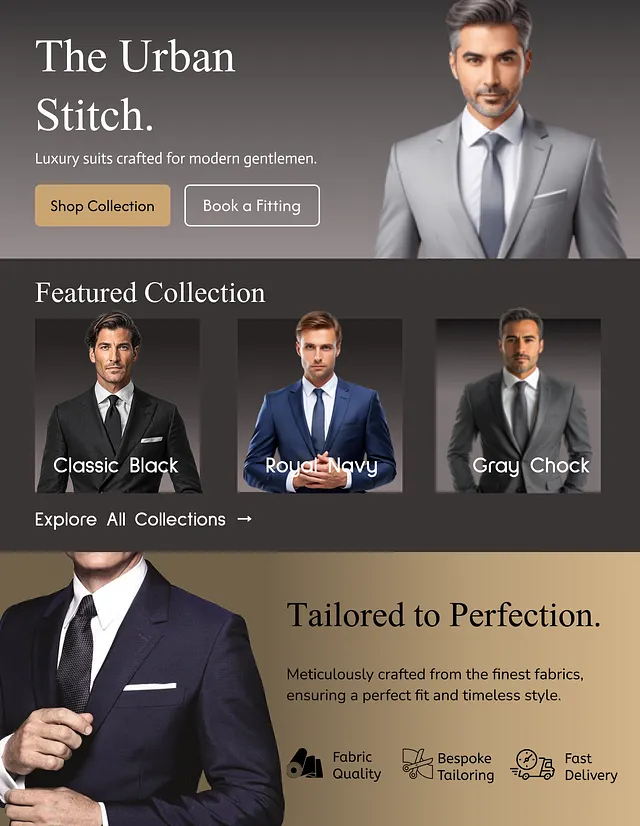 The Urban
Stitch.
Luxury suits crafted for modern gentlemen.
Shop Collection
Book a Fitting
Featured Collection
Classic Black
Royal Navy
Gray Chock
Explore All Collections →
Tailored to Perfection.
Meticulously crafted from the finest fabrics,
ensuring a perfect fit and timeless style.
Fabric
Quality
Bespoke
Tailoring
Fast
Delivery